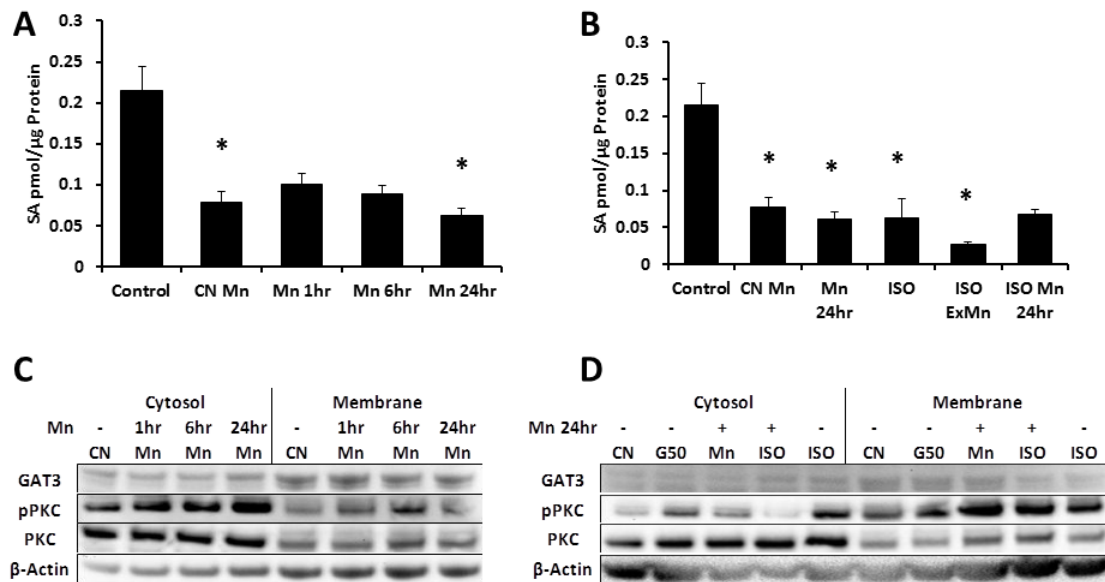 A
SA pmol/µg Protein
0.3
0.25
0.2
0.15
0.1
0.05
0
*
*
Control CN Mn Mn 1hr Mn 6hr Mn 24hr
B
SA pmol/µg Protein
0.3
0.25
0.2
0.15
0.1
0.05
0
* * * *
Control CN Mn Mn ISO ISO ISO Mn
24hr ExMn 24hr
C
Cytosol Membrane
Mn - 1hr 6hr 24hr - 1hr 6hr 24hr
CN Mn Mn Mn CN Mn Mn Mn
GAT3
pPKC
PKC
β-Actin
D
Cytosol Membrane
Mn 24hr - - + + - - - + + -
CN G50 Mn ISO ISO CN G50 Mn ISO ISO
GAT3
pPKC
PKC
β-Actin